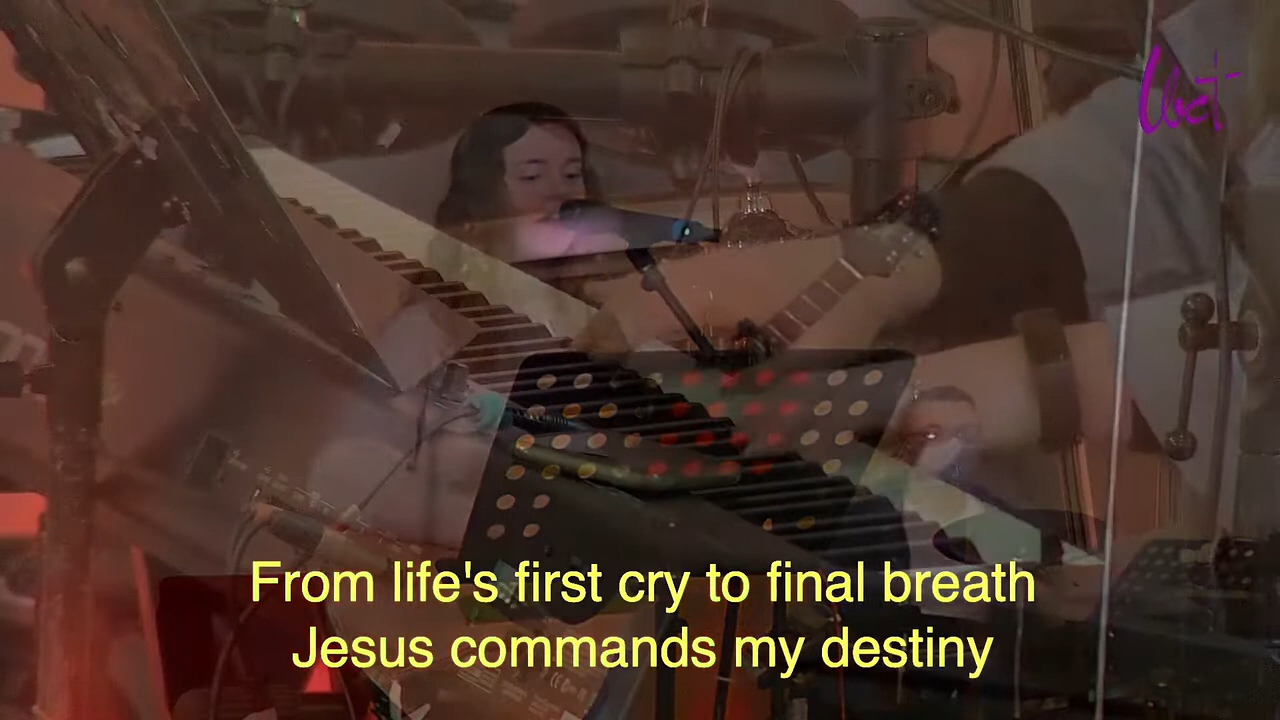 From life's first cry to final breath
Jesus commands my destiny